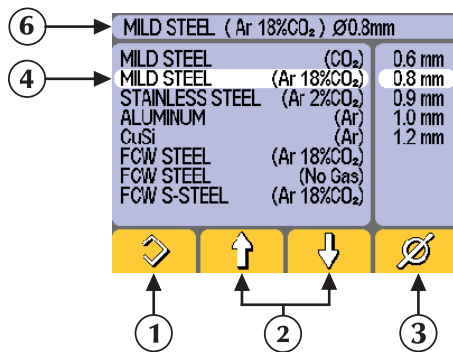 6
MILD STEEL ( Ar 18%CO₂ ) Ø0.8mm
MILD STEEL (CO₂) 0.6 mm
4
MILD STEEL (Ar 18%CO₂) 0.8 mm
STAINLESS STEEL (Ar 2%CO₂) 0.9 mm
ALUMINUM (Ar) 1.0 mm
CuSi (Ar) 1.2 mm
FCW STEEL (Ar 18%CO₂)
FCW STEEL (No Gas)
FCW S-STEEL (Ar 18%CO₂)
Ø
1 2 3